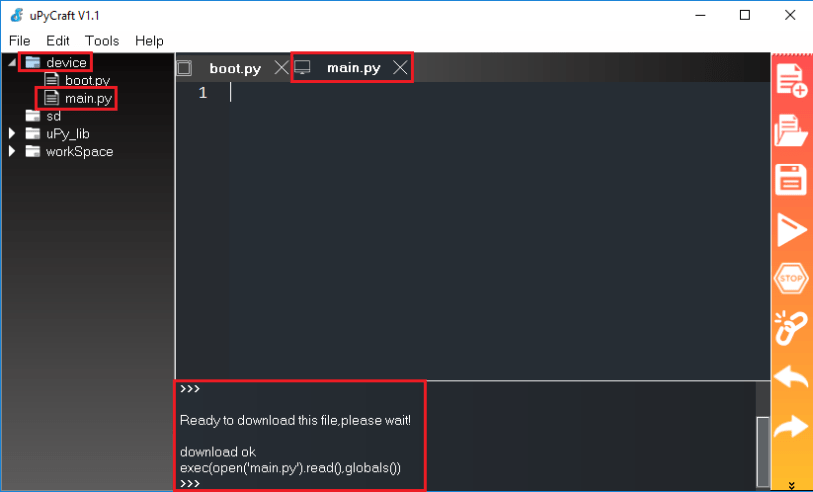 uPyCraft V1.1
File Edit Tools Help
device
boot.py
main.py
sd
uPy_lib
workSpace
boot.py main.py
1
>>>
Ready to download this file,please wait!
download ok
exec(open('main.py').read(),globals())
>>>
STOP